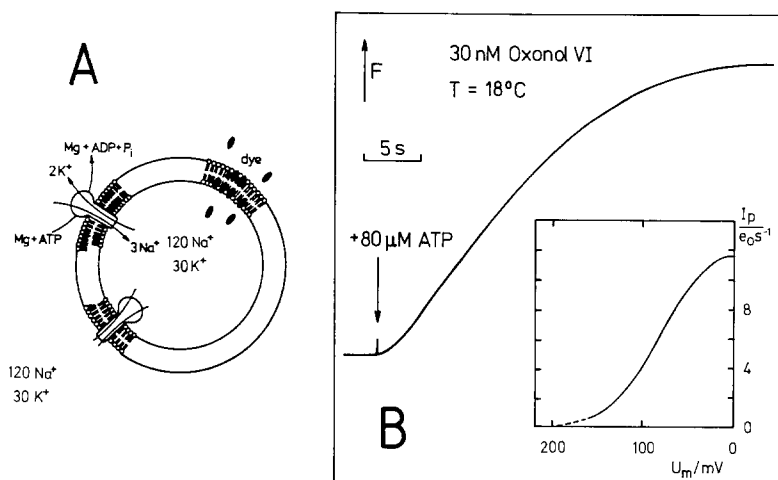 A
Mg+ADP+Pi
2K⁺
dye
Mg+ATP
3Na⁺
120 Na⁺
30 K⁺
120 Na⁺
30 K⁺
B
F
30 nM Oxonol VI
T = 18°C
5 s
+80 μM ATP
Ip
e₀s⁻¹
8
4
0
200
100
0
Um/mV